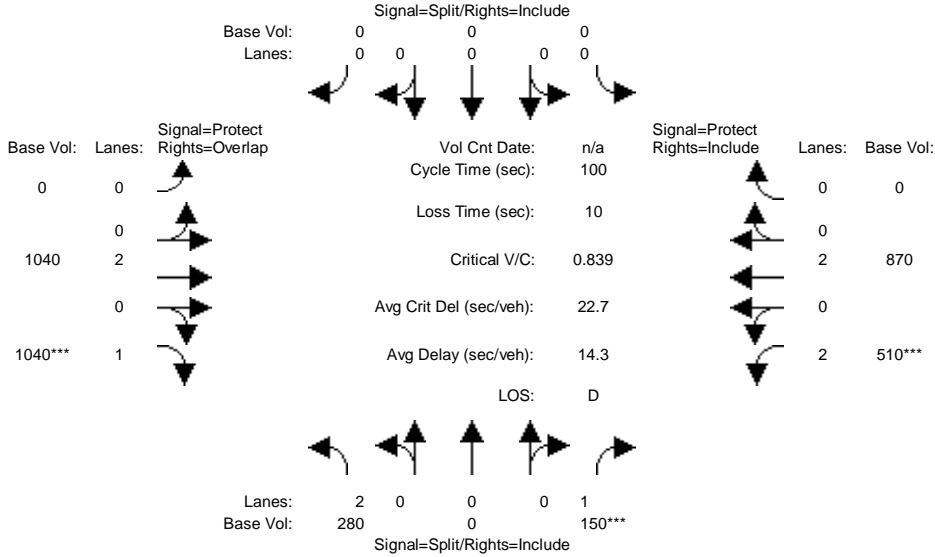 Signal=Split/Rights=Include
Base Vol: 0 0 0
Lanes: 0 0 0 0 0
Signal=Protect
Base Vol: Lanes: Rights=Overlap
Vol Cnt Date: n/a
Signal=Protect
Rights=Include Lanes: Base Vol:
Cycle Time (sec): 100
0 0
0 0
Loss Time (sec): 10
0
0
1040 2
Critical V/C: 0.839
2 870
0
Avg Crit Del (sec/veh): 22.7
0
1040*** 1
Avg Delay (sec/veh): 14.3
2 510***
LOS: D
Lanes: 2 0 0 0 1
Base Vol: 280 0 150***
Signal=Split/Rights=Include